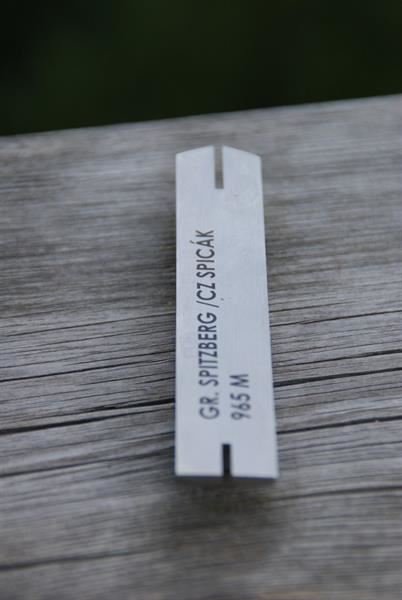 GR. SPITZBERG / CZ SPICÁK
965 M